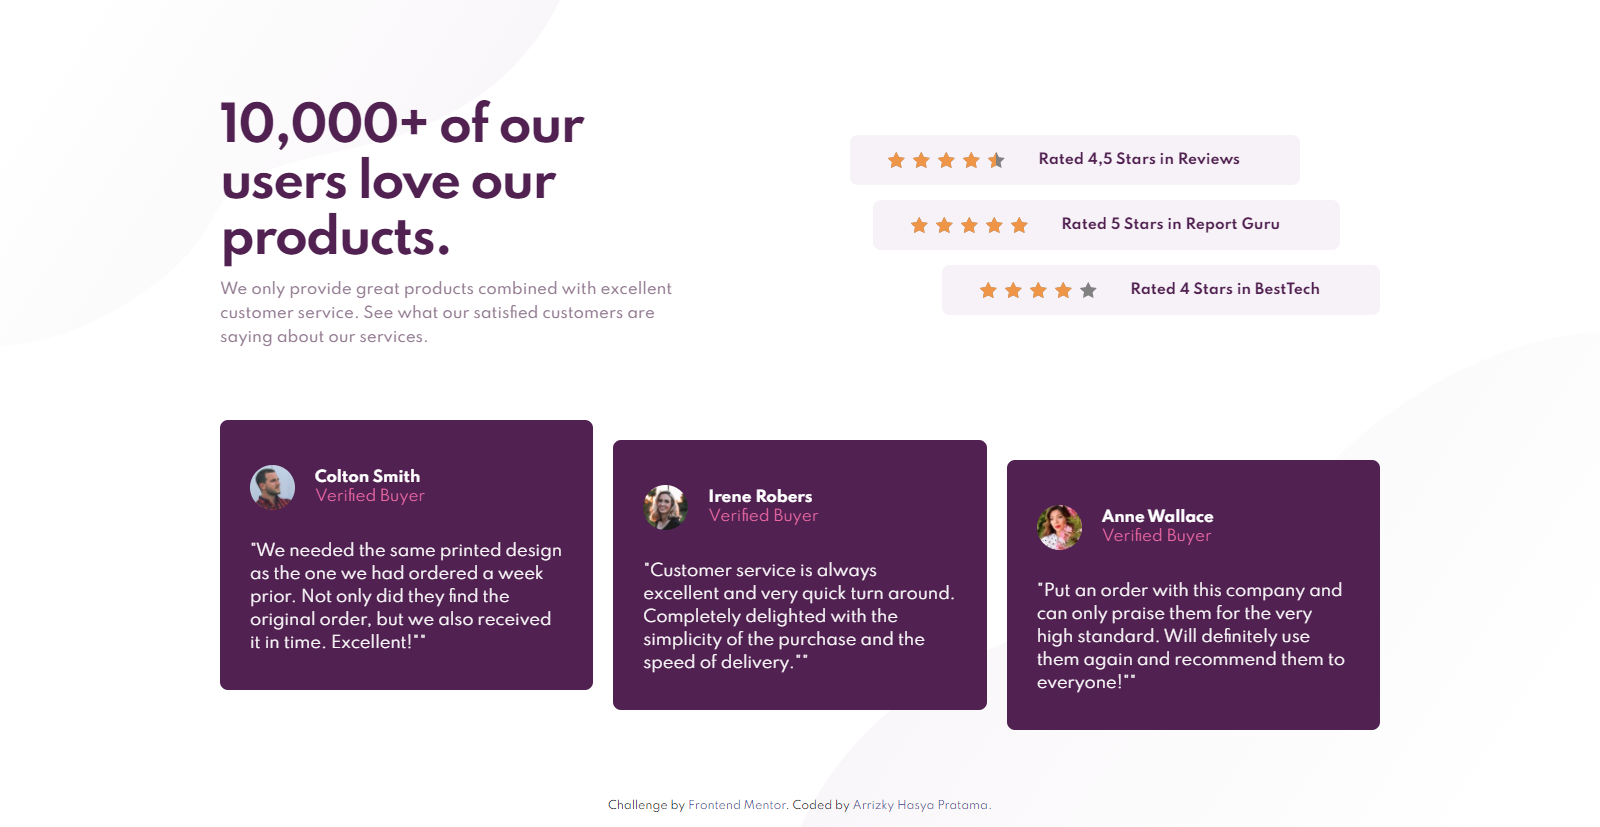 10,000+ of our
users love our
products.
We only provide great products combined with excellent
customer service. See what our satisfied customers are
saying about our services.
Rated 4,5 Stars in Reviews
Rated 5 Stars in Report Guru
Rated 4 Stars in BestTech
Colton Smith
Verified Buyer
"We needed the same printed design
as the one we had ordered a week
prior. Not only did they find the
original order, but we also received
it in time. Excellent!""
Irene Robers
Verified Buyer
"Customer service is always
excellent and very quick turn around.
Completely delighted with the
simplicity of the purchase and the
speed of delivery.""
Anne Wallace
Verified Buyer
"Put an order with this company and
can only praise them for the very
high standard. Will definitely use
them again and recommend them to
everyone!""
Challenge by Frontend Mentor. Coded by Arrizky Hasya Pratama.